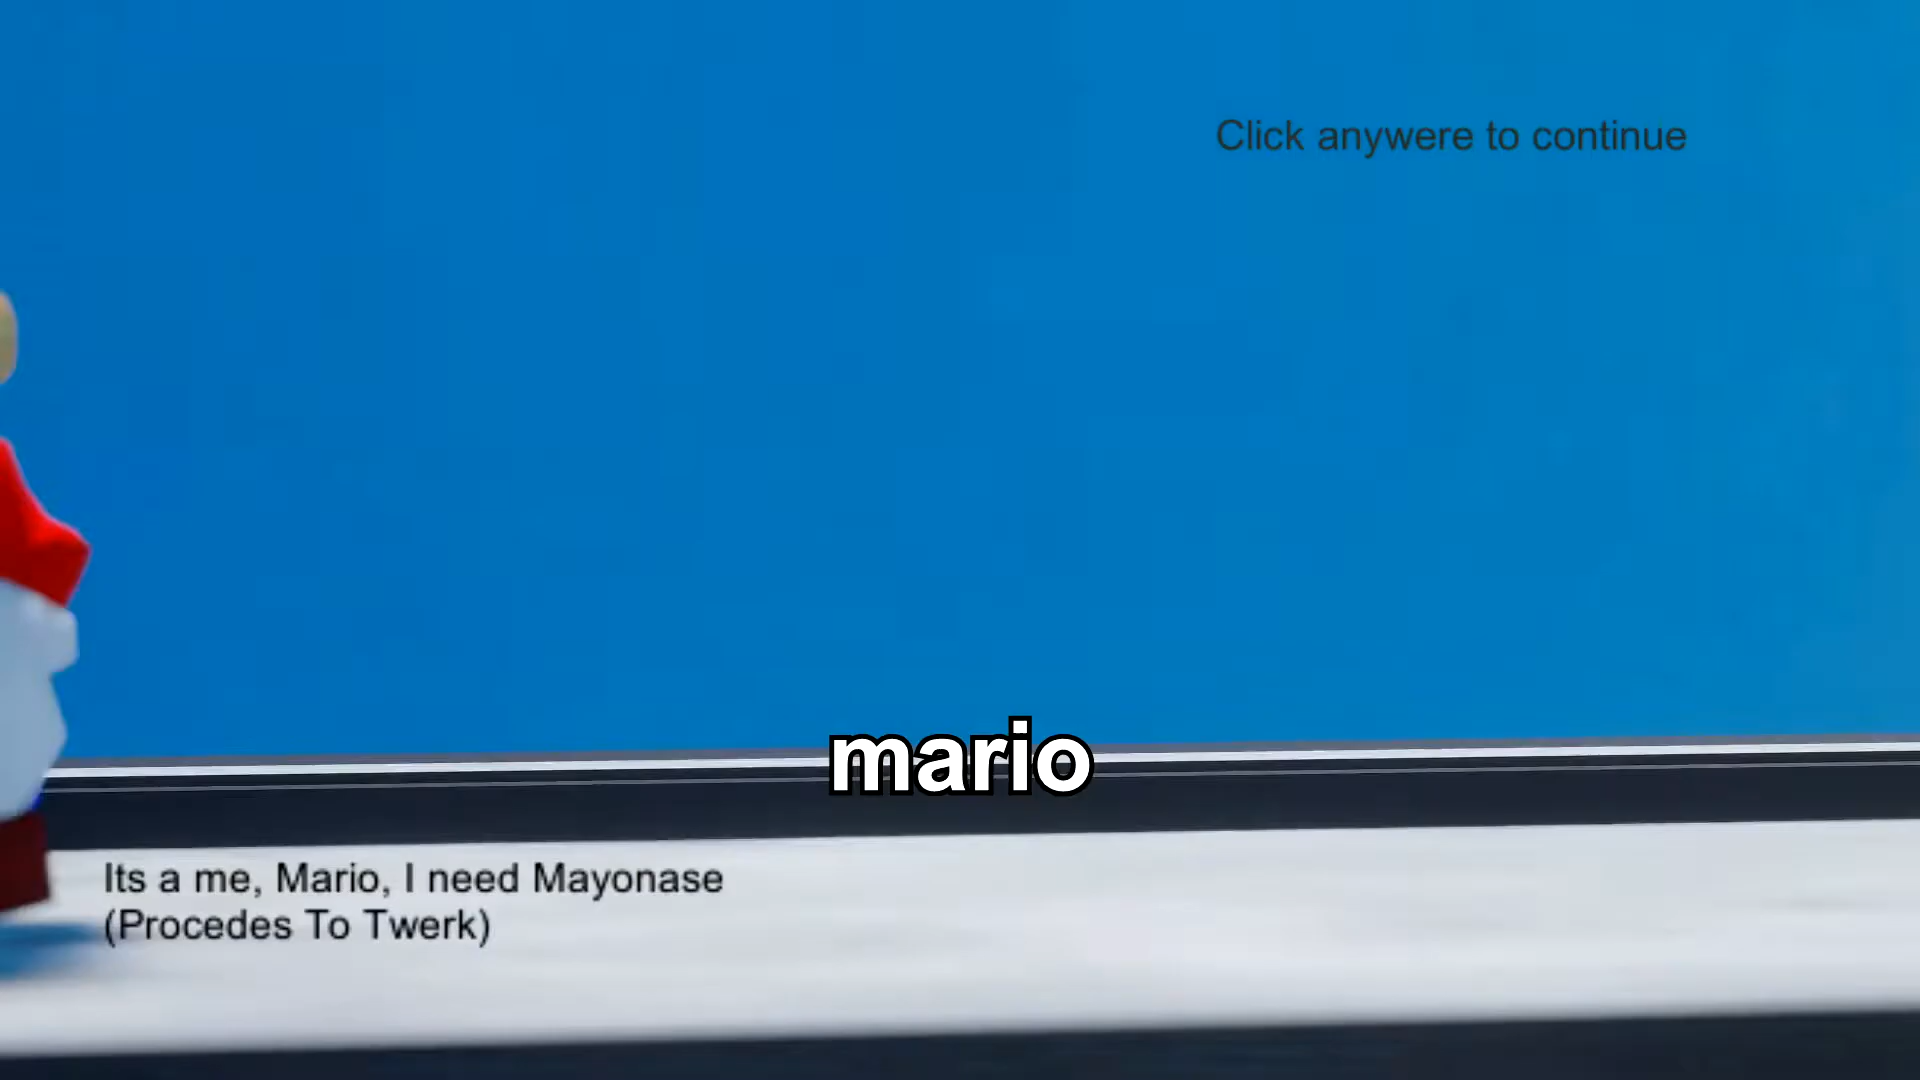 Click anywere to continue
mario
Its a me, Mario, I need Mayonase
(Procedes To Twerk)